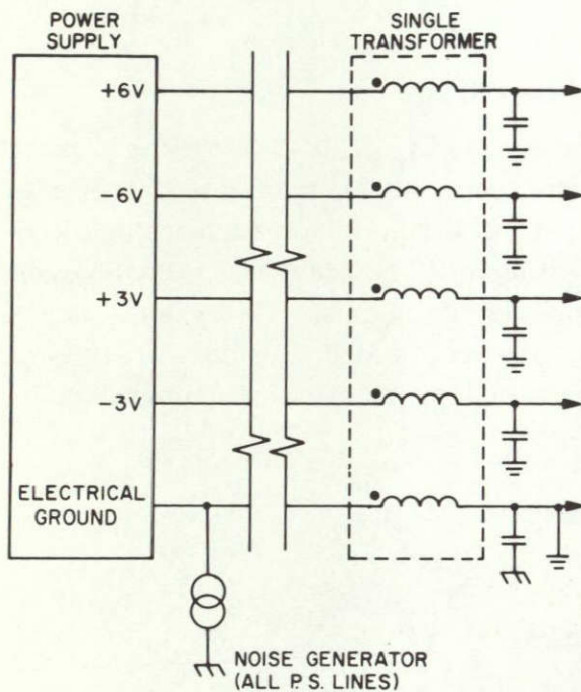 POWER
SUPPLY
SINGLE
TRANSFORMER
+6V
-6V
+3V
-3V
ELECTRICAL
GROUND
NOISE GENERATOR
(ALL P.S. LINES)